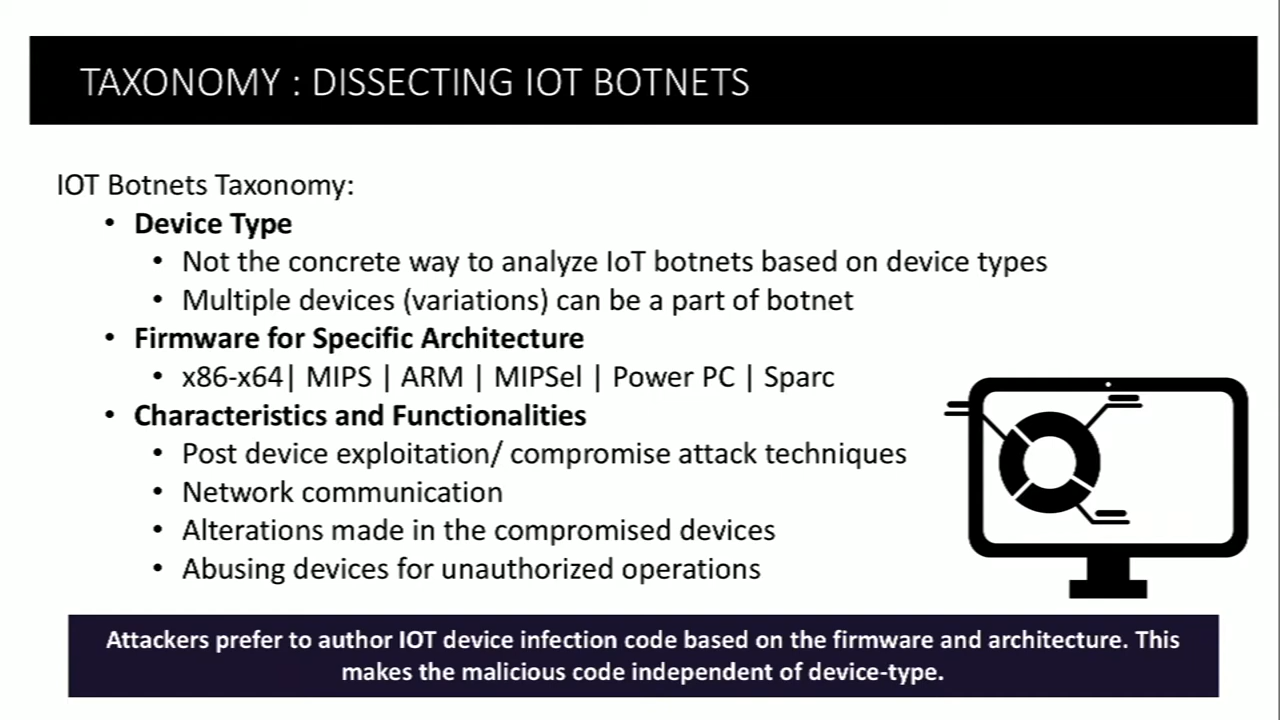 TAXONOMY : DISSECTING IOT BOTNETS
IOT Botnets Taxonomy:
• Device Type
• Not the concrete way to analyze IoT botnets based on device types
• Multiple devices (variations) can be a part of botnet
• Firmware for Specific Architecture
• x86-x64| MIPS | ARM | MIPSel | Power PC | Sparc
• Characteristics and Functionalities
• Post device exploitation/ compromise attack techniques
• Network communication
• Alterations made in the compromised devices
• Abusing devices for unauthorized operations
Attackers prefer to author IOT device infection code based on the firmware and architecture. This
makes the malicious code independent of device-type.